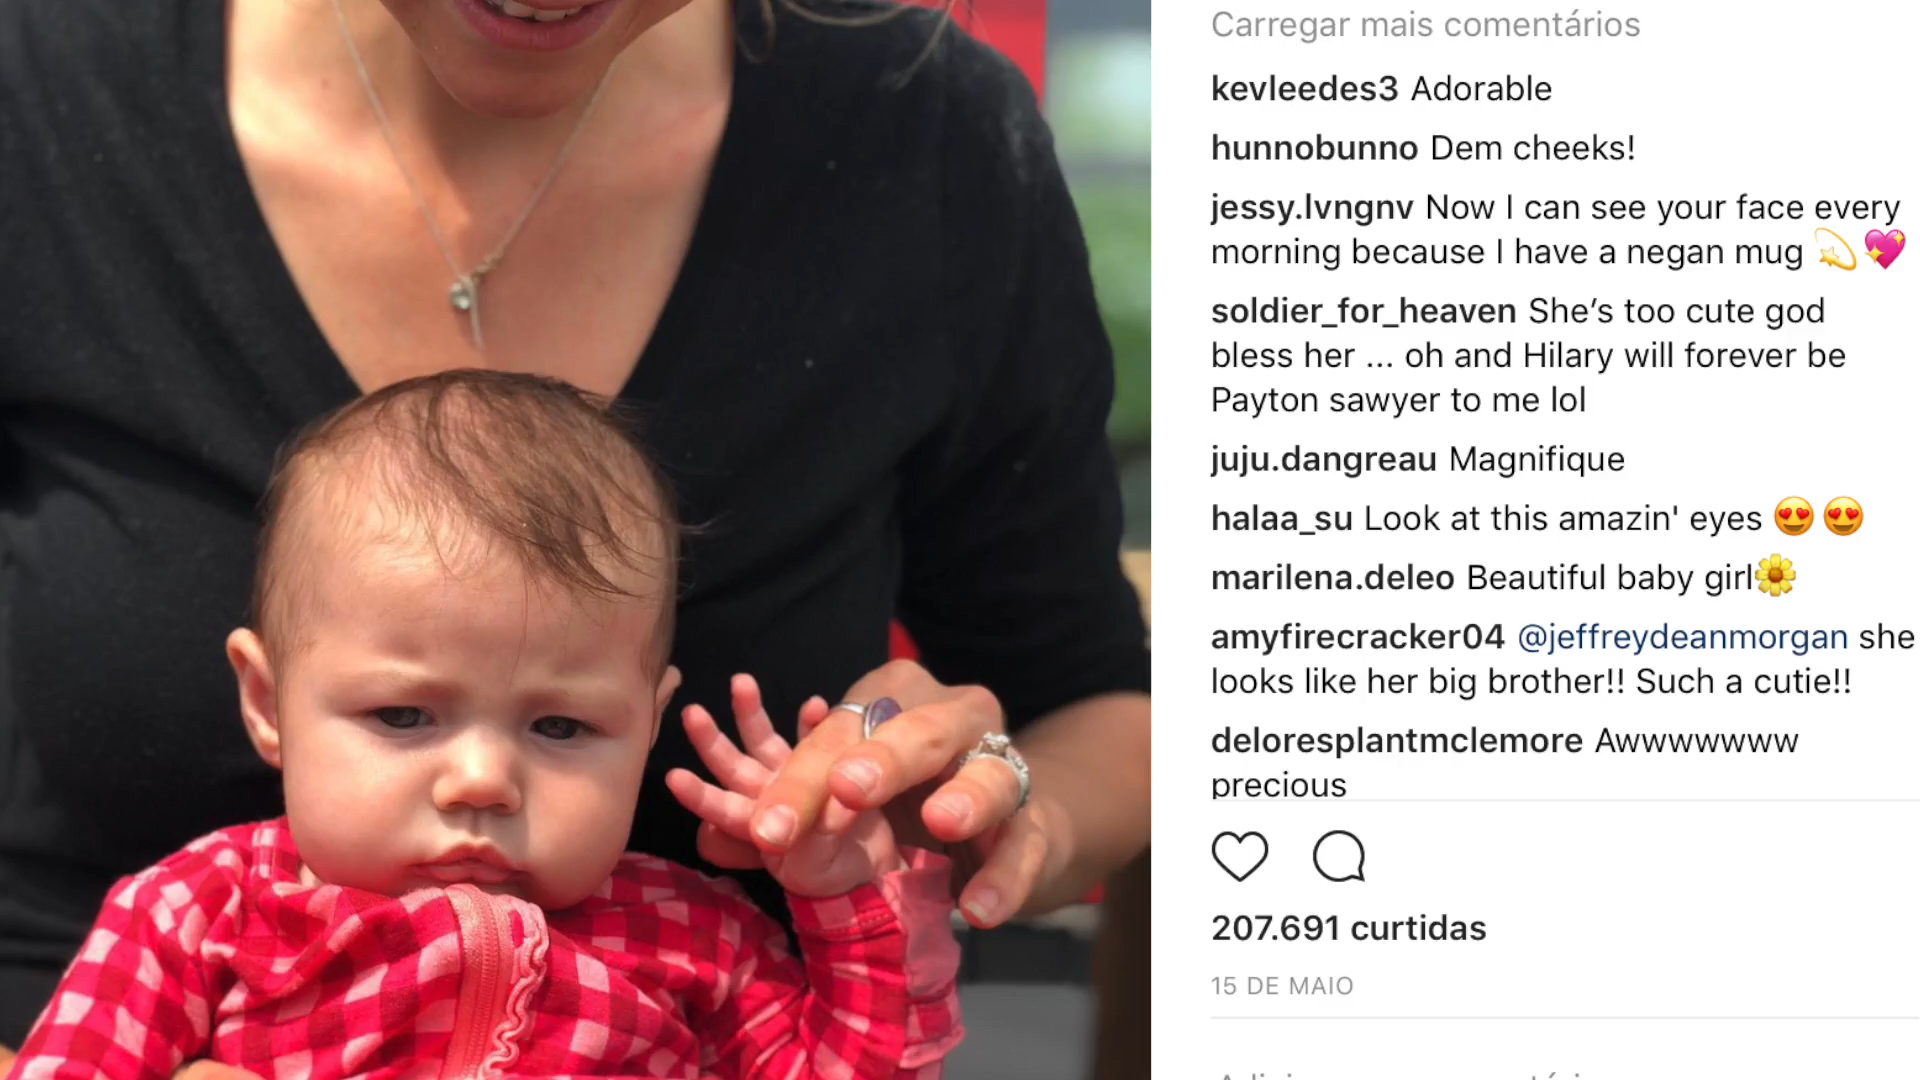 Carregar mais comentários
kevleedes3 Adorable
hunnobunno Dem cheeks!
jessy.lvngnv Now I can see your face every
morning because I have a negan mug 💫💖
soldier_for_heaven She’s too cute god
bless her ... oh and Hilary will forever be
Payton sawyer to me lol
juju.dangreau Magnifique
halaa_su Look at this amazin' eyes 😍😍
marilena.deleo Beautiful baby girl🌼
amyfirecracker04 @jeffreydeanmorgan she
looks like her big brother!! Such a cutie!!
deloresplantmclemore Awwwwwww
precious
207.691 curtidas
15 DE MAIO